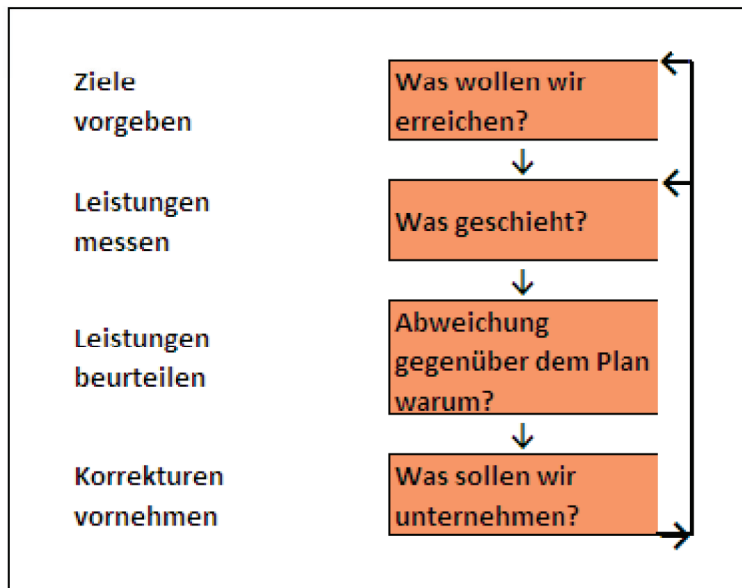 Ziele
vorgeben
Was wollen wir
erreichen?
Leistungen
messen
Was geschieht?
Leistungen
beurteilen
Abweichung
gegenüber dem Plan
warum?
Korrekturen
vornehmen
Was sollen wir
unternehmen?